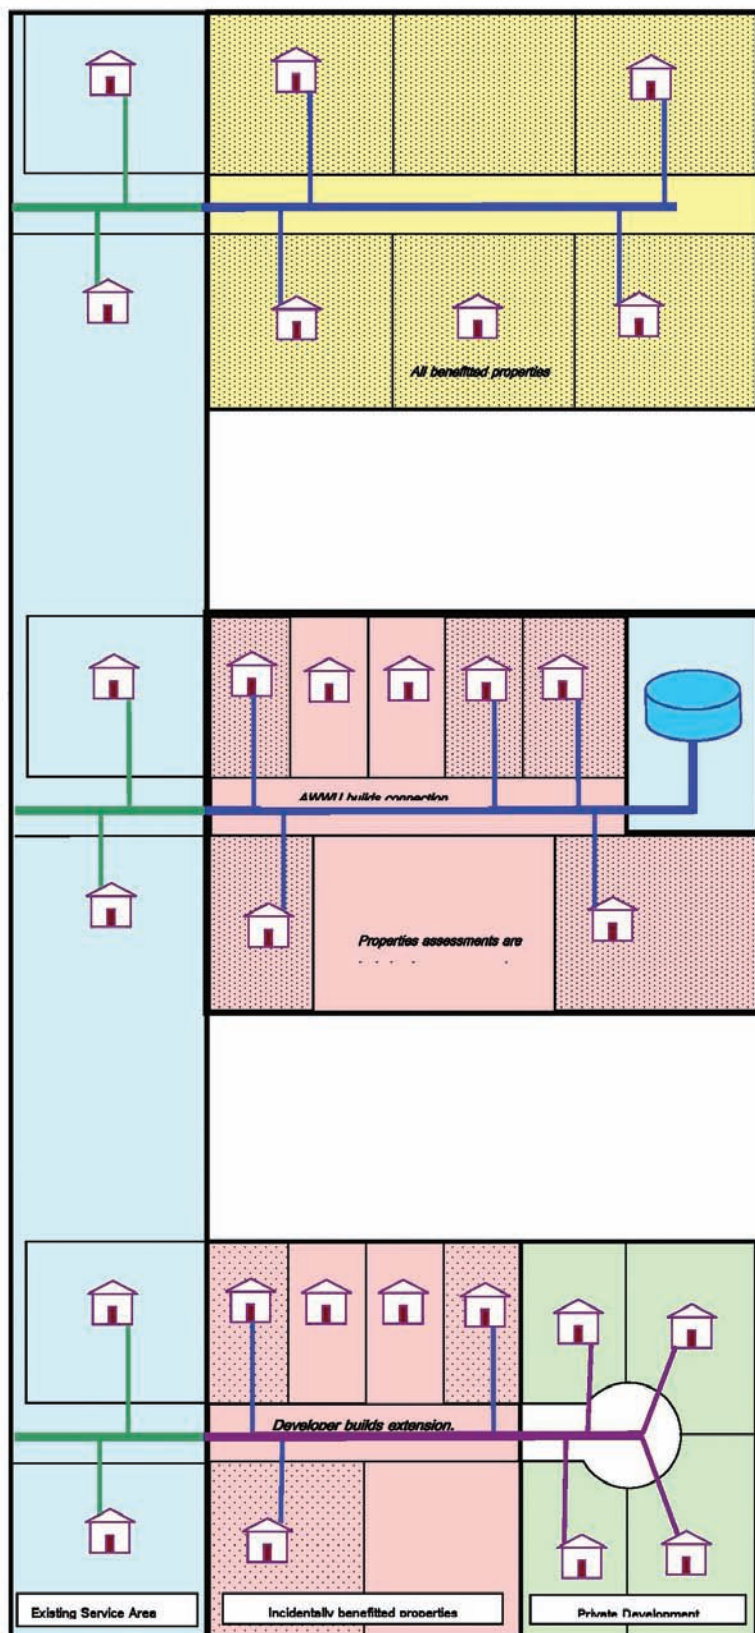 All benefitted properties
AWWU builds connection
Properties assessments are
Developer builds extension.
Existing Service Area
Incidentally benefitted properties
Private Development